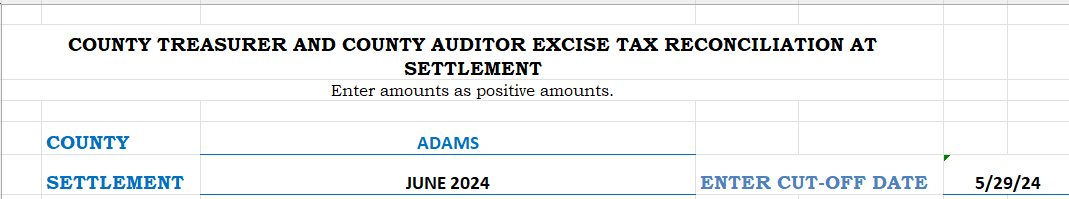 COUNTY TREASURER AND COUNTY AUDITOR EXCISE TAX RECONCILIATION AT
SETTLEMENT
Enter amounts as positive amounts.
COUNTY ADAMS
SETTLEMENT JUNE 2024 ENTER CUT-OFF DATE 5/29/24